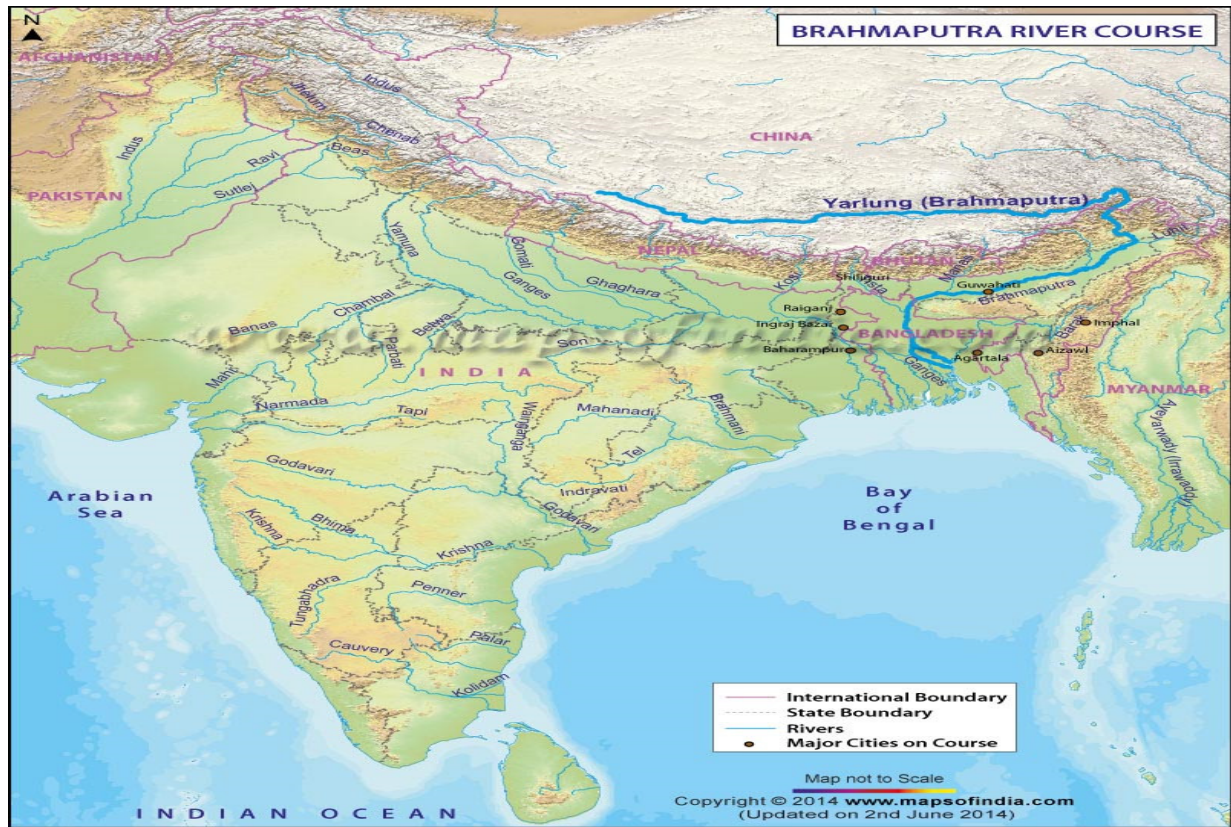 N
BRAHMAPUTRA RIVER COURSE
AFGHANISTAN
Indus
Jhelum
Chenab
CHINA
Indus
Ravi
Beas
Sutlej
PAKISTAN
Yarlung (Brahmaputra)
Lohit
Yamuna
Gomati
Ganges
Ghaghara
NEPAL
Kosi
BHUTAN
Shiliguri
Manas
Guwahati
Brahmaputra
Chambal
Banas
Betwa
Parbati
Son
Raiganj
Ingraj Bazar
BANGLADESH
Baharampur
Imphal
Agartala
Aizawl
Ganges
MYANMAR
Mahi
INDIA
Narmada
Tapi
Wainganga
Mahanadi
Brahmani
Tel
Ayeyarwady (Irrawaddy)
Godavari
Indravati
Godavari
Arabian
Sea
Bay
of
Bengal
Bhima
Krishna
Krishna
Tungabhadra
Penner
Palar
Cauvery
Kolidam
International Boundary
State Boundary
Rivers
Major Cities on Course
Map not to Scale
Copyright © 2014 www.mapsofindia.com
(Updated on 2nd June 2014)
INDIAN OCEAN